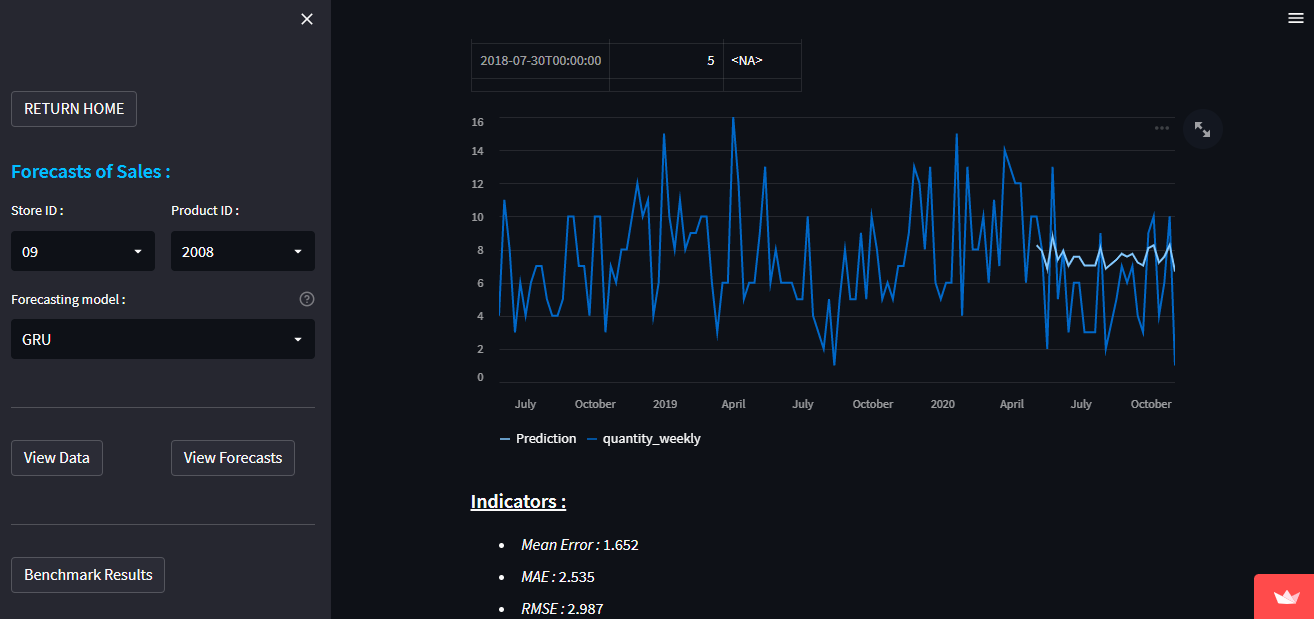 RETURN HOME
Forecasts of Sales :
Store ID :
Product ID :
09
2008
Forecasting model :
?
GRU
View Data
View Forecasts
Benchmark Results
2018-07-30T00:00:00 5 <NA>
16
14
12
10
8
6
4
2
0
July October 2019 April July October 2020 April July October
Prediction quantity_weekly
Indicators :
• Mean Error : 1.652
• MAE : 2.535
• RMSE : 2.987